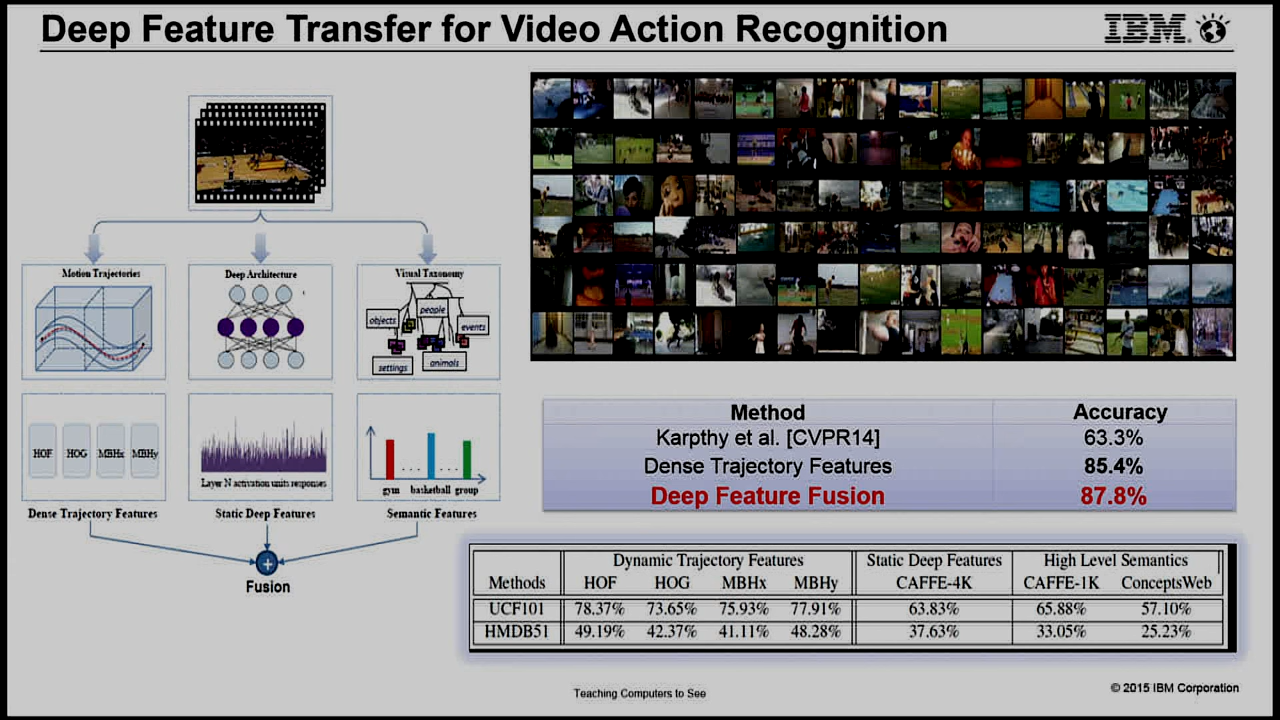 Deep Feature Transfer for Video Action Recognition
IBM
Motion Trajectories
Deep Architecture
Visual Taxonomy
objects
people
events
settings
animals
HOF HOG MBHx MBHy
Layer N activation units responses
gym basketball group
Dense Trajectory Features
Static Deep Features
Semantic Features
Fusion
Method Accuracy
Karpthy et al. [CVPR14] 63.3%
Dense Trajectory Features 85.4%
Deep Feature Fusion 87.8%
Dynamic Trajectory Features Static Deep Features High Level Semantics
Methods HOF HOG MBHx MBHy CAFFE-4K CAFFE-1K ConceptsWeb
UCF101 78.37% 73.65% 75.93% 77.91% 63.83% 65.88% 57.10%
HMDB51 49.19% 42.37% 41.11% 48.28% 37.63% 33.05% 25.23%
Teaching Computers to See
© 2015 IBM Corporation